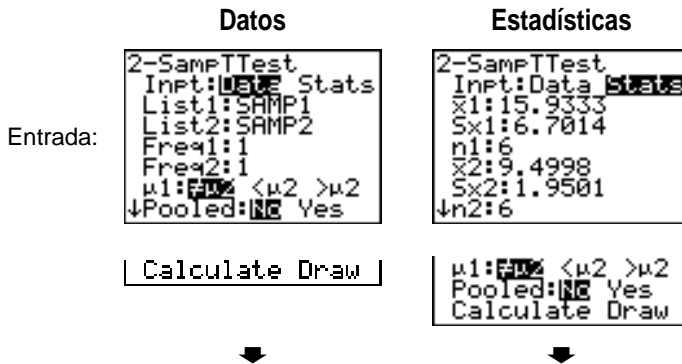 Datos
Estadísticas
Entrada:
2-SampTTest
Inpt:Data Stats
List1:SAMP1
List2:SAMP2
Freq1:1
Freq2:1
μ1:≠μ2 <μ2 >μ2
↓Pooled:No Yes
Calculate Draw
2-SampTTest
Inpt:Data Stats
x̄1:15.9333
Sx1:6.7014
n1:6
x̄2:9.4998
Sx2:1.9501
↓n2:6
μ1:≠μ2 <μ2 >μ2
Pooled:No Yes
Calculate Draw